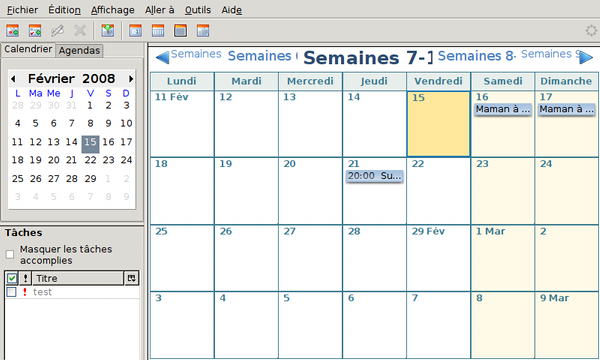 Fichier Édition Affichage Aller à Outils Aide
Calendrier Agendas
Février 2008
L Ma Me J V S D
28 29 30 31 1 2 3
4 5 6 7 8 9 10
11 12 13 14 15 16 17
18 19 20 21 22 23 24
25 26 27 28 29 1 2
3 4 5 6 7 8 9
Tâches
Masquer les tâches
accomplies
! Titre
! test
Semaines Semaines Semaines 7-1 Semaines 8- Semaines 9
Lundi Mardi Mercredi Jeudi Vendredi Samedi Dimanche
11 Fév 12 13 14 15 16 17
Maman à ... Maman à ...
18 19 20 21 22 23 24
20:00 Su...
25 26 27 28 29 Fév 1 Mar 2
3 4 5 6 7 8 9 Mar